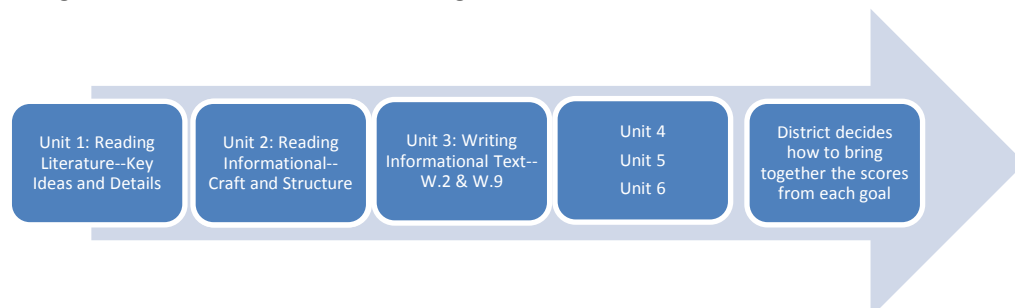 Unit 1: Reading
Literature--Key
Ideas and Details
Unit 2: Reading
Informational--
Craft and Structure
Unit 3: Writing
Informational Text--
W.2 & W.9
Unit 4
Unit 5
Unit 6
District decides
how to bring
together the scores
from each goal